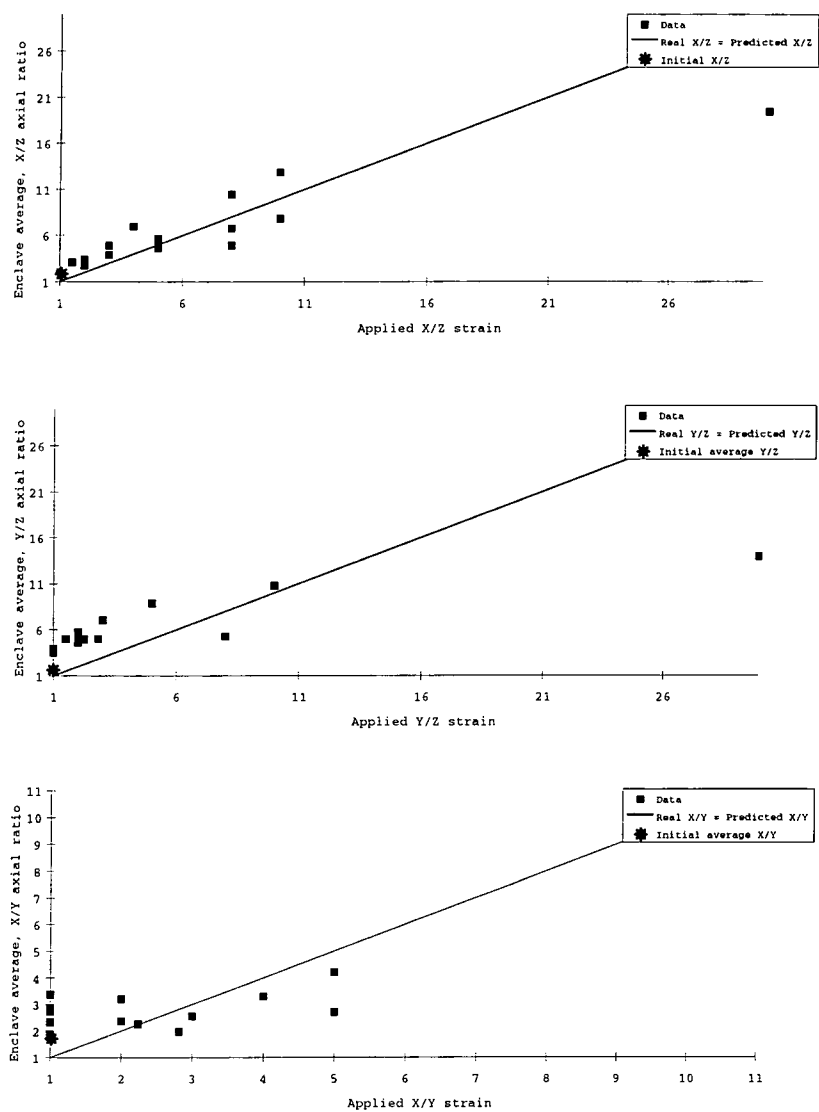 Data
Real X/Z = Predicted X/Z
Initial X/Z
Enclave average, X/Z axial ratio
29
26
21
16
11
6
1
1 6 11 16 21 26
Applied X/Z strain
Data
Real Y/Z = Predicted Y/Z
Initial average Y/Z
Enclave average, Y/Z axial ratio
26
21
16
11
6
1
1 6 11 16 21 26
Applied Y/Z strain
Data
Real X/Y = Predicted X/Y
Initial average X/Y
Enclave average, X/Y axial ratio
11
10
9
8
7
6
5
4
3
2
1
1 2 3 4 5 6 7 8 9 10 11
Applied X/Y strain